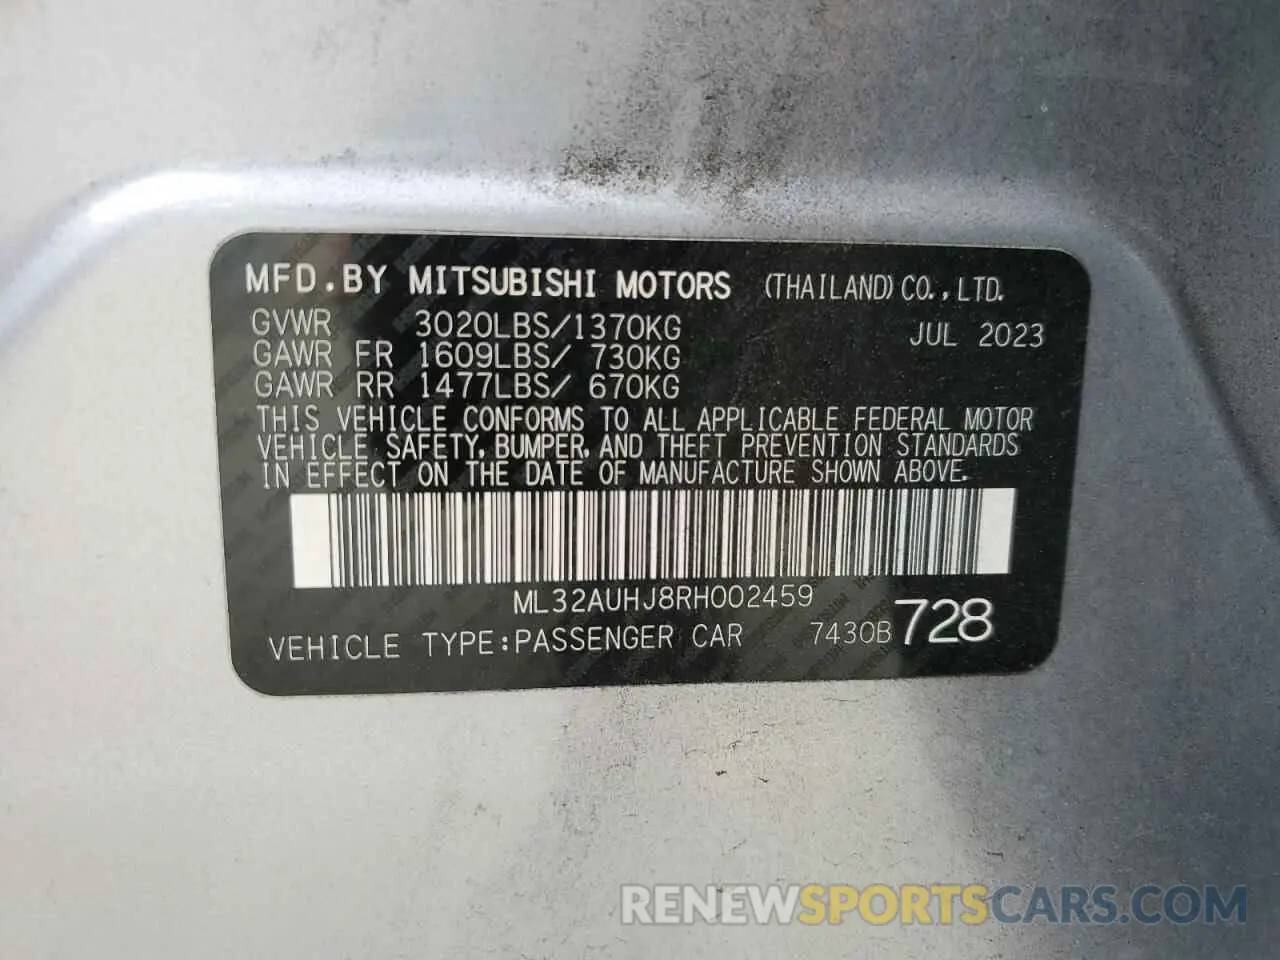 MFD.BY MITSUBISHI MOTORS (THAILAND) CO.,LTD.
GVWR 3020LBS/1370KG JUL 2023
GAWR FR 1609LBS/ 730KG
GAWR RR 1477LBS/ 670KG
THIS VEHICLE CONFORMS TO ALL APPLICABLE FEDERAL MOTOR
VEHICLE SAFETY, BUMPER, AND THEFT PREVENTION STANDARDS
IN EFFECT ON THE DATE OF MANUFACTURE SHOWN ABOVE.
ML32AUHJ8RH002459
VEHICLE TYPE:PASSENGER CAR 7430B 728
RENEWSPORTSCARS.COM-728